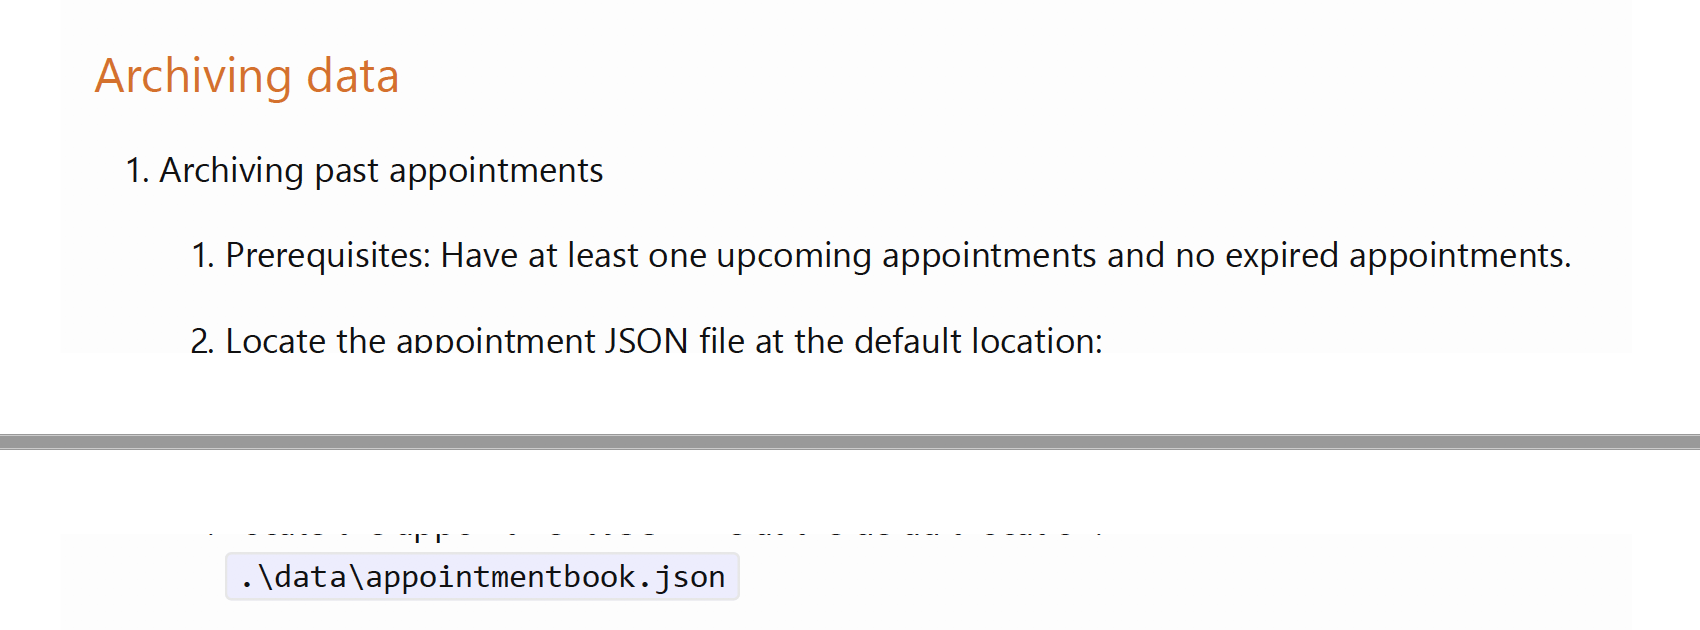 Archiving data
1. Archiving past appointments
1. Prerequisites: Have at least one upcoming appointments and no expired appointments.
2. Locate the appointment JSON file at the default location:
.\data\appointmentbook.json